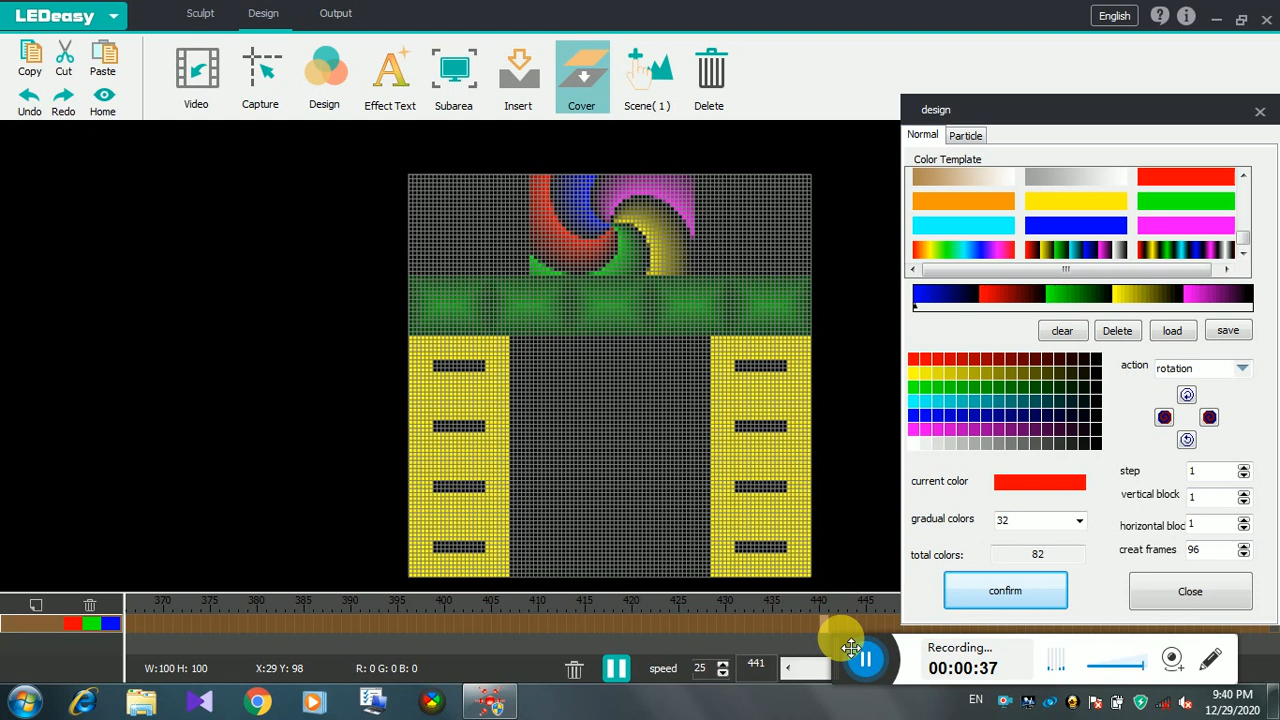 LEDeasy
Sculpt
Design
Output
English
Copy
Cut
Paste
Undo
Redo
Home
Video
Capture
Design
Effect Text
Subarea
Insert
Cover
Scene( 1 )
Delete
design
Normal
Particle
Color Template
clear
Delete
load
save
action
rotation
current color
gradual colors
32
total colors:
82
step
1
vertical block
1
horizontal bloc
1
creat frames
96
confirm
Close
370 375 380 385 390 395 400 405 410 415 420 425 430 435 440 445
W:100 H:100
X:29 Y:98
R:0 G:0 B:0
speed
25
441
Recording...
00:00:37
EN
9:40 PM
12/29/2020